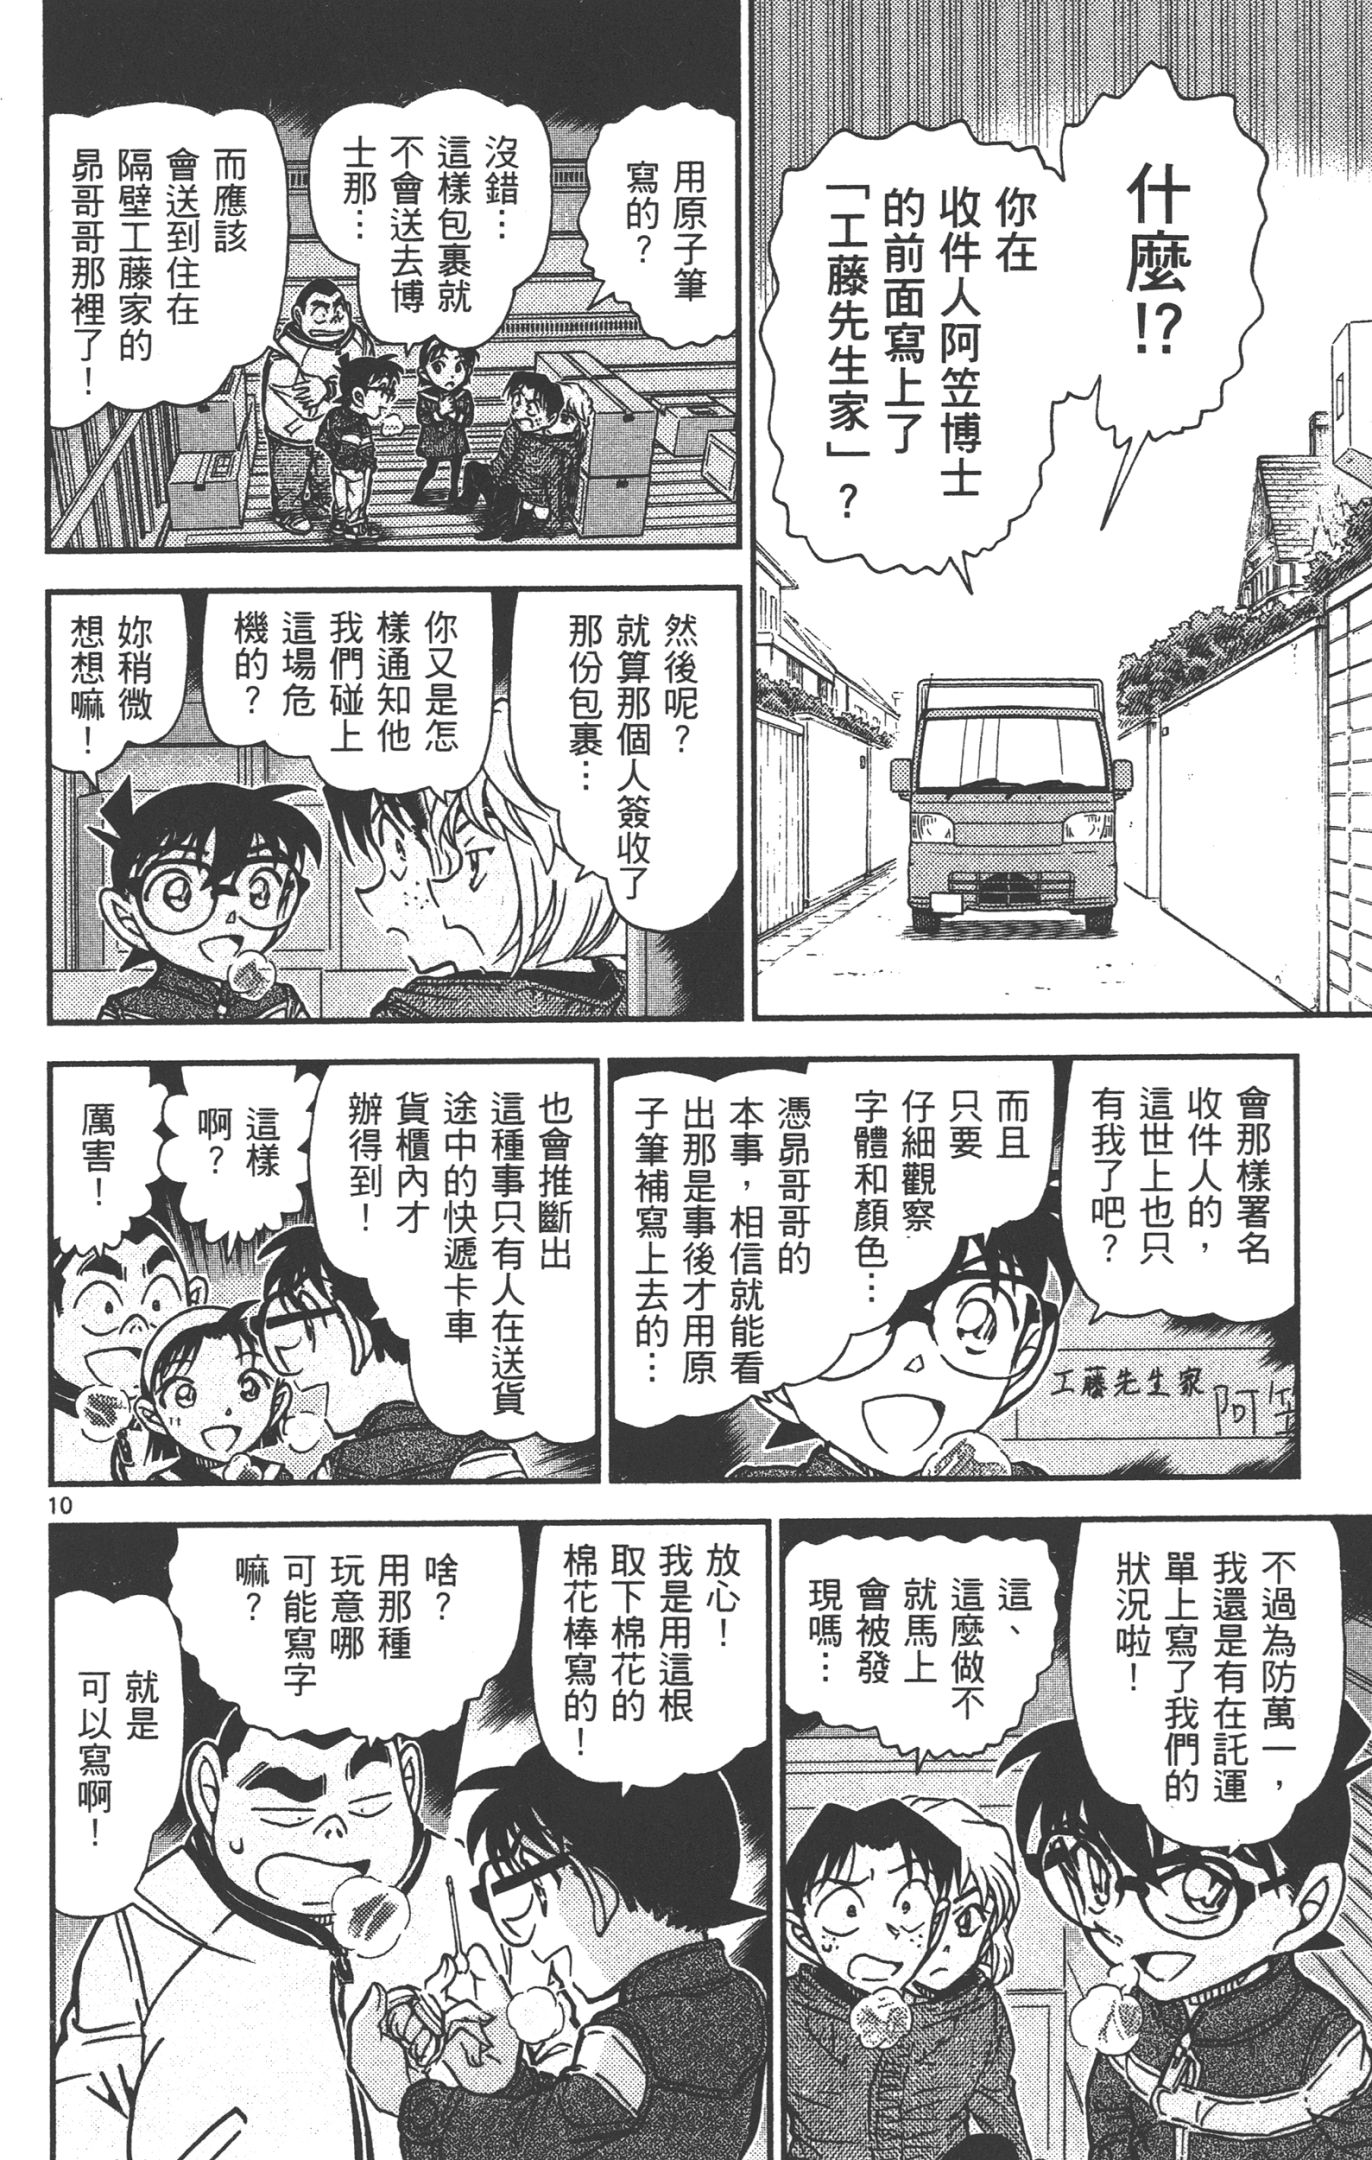 什麼!?
你在
收件人阿笠博士
的前面寫上了
「工藤先生家」?
用原子筆
寫的?
沒錯…
這樣包裹就
不會送去博
士那…
而應該
會送到住在
隔壁工藤家的
昴哥哥那裡了!
然後呢?
就算那個人簽收了
那份包裹…
你又是怎
樣通知他
我們碰上
這場危
機的?
妳稍微
想想嘛!
會那樣署名
收件人的,
這世上也只
有我了吧?
而且
只要
仔細觀察
字體和顏色…
工藤先生家
阿笠
憑昴哥哥的
本事,相信就能看
出那是事後才用原
子筆補寫上去的…
也會推斷出
這種事只有人在送貨
途中的快遞卡車
貨櫃內才
辦得到!
這樣
啊?
厲害!
10
不過為防萬一,
我還是有在託運
單上寫了我們的
狀況啦!
這、
這麼做不
就馬上
會被發
現嗎…
放心!
我是用這根
取下棉花的
棉花棒寫的!
啥?
用那種
玩意哪
可能寫字
嘛?
就是
可以寫啊!